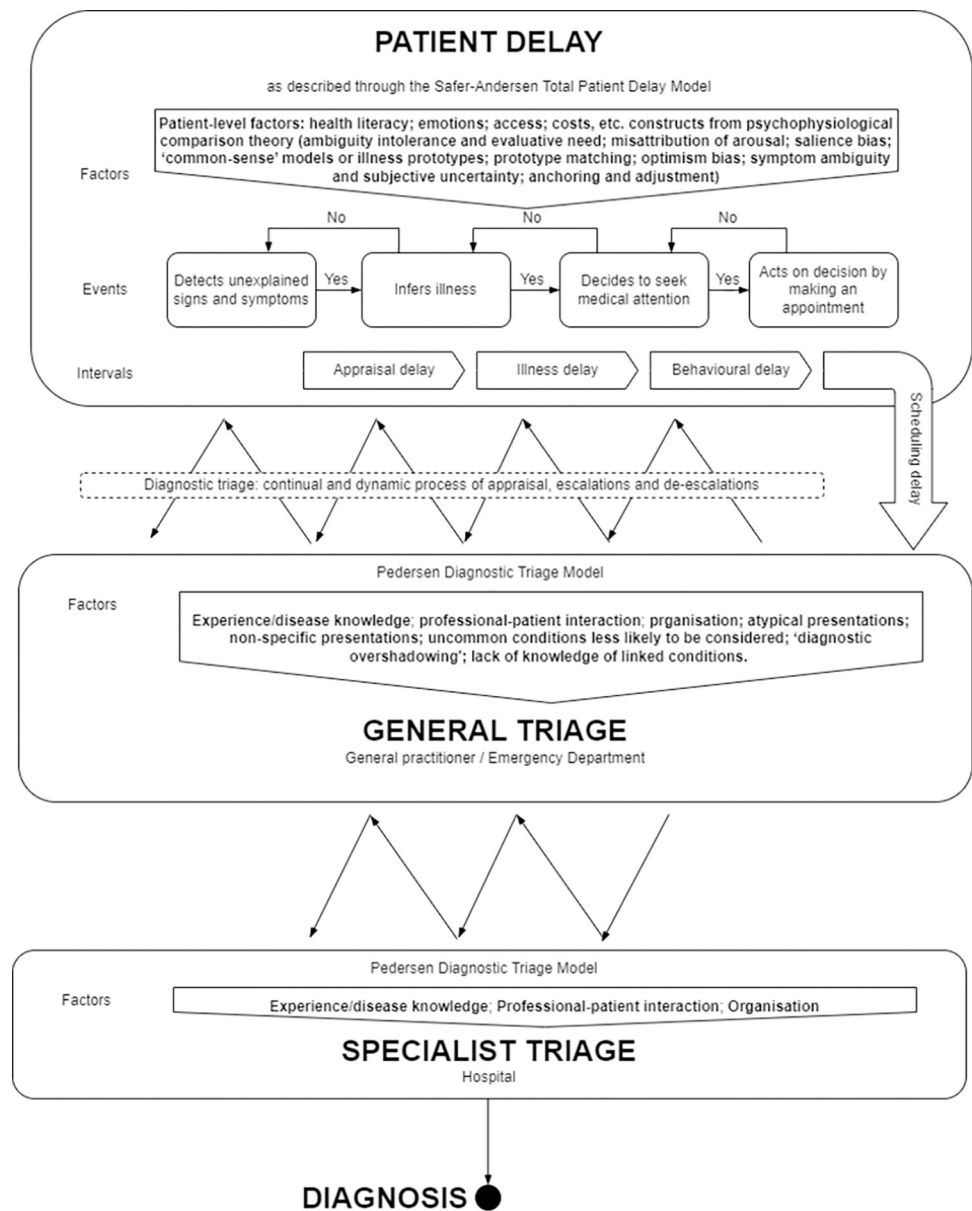 PATIENT DELAY
as described through the Safer-Andersen Total Patient Delay Model
Patient-level factors: health literacy; emotions; access; costs, etc. constructs from psychophysiological
comparison theory (ambiguity intolerance and evaluative need; misattribution of arousal; salience bias;
‘common-sense’ models or illness prototypes; prototype matching; optimism bias; symptom ambiguity
and subjective uncertainty; anchoring and adjustment)
Factors
No
No
No
Events
Detects unexplained
signs and symptoms
Yes
Infers illness
Yes
Decides to seek
medical attention
Yes
Acts on decision by
making an
appointment
Intervals
Appraisal delay
Illness delay
Behavioural delay
Scheduling delay
Diagnostic triage: continual and dynamic process of appraisal, escalations and de-escalations
Pedersen Diagnostic Triage Model
Factors
Experience/disease knowledge; professional-patient interaction; prganisation; atypical presentations;
non-specific presentations; uncommon conditions less likely to be considered; ‘diagnostic
overshadowing’; lack of knowledge of linked conditions.
GENERAL TRIAGE
General practitioner / Emergency Department
Pedersen Diagnostic Triage Model
Factors
Experience/disease knowledge; Professional-patient interaction; Organisation
SPECIALIST TRIAGE
Hospital
DIAGNOSIS